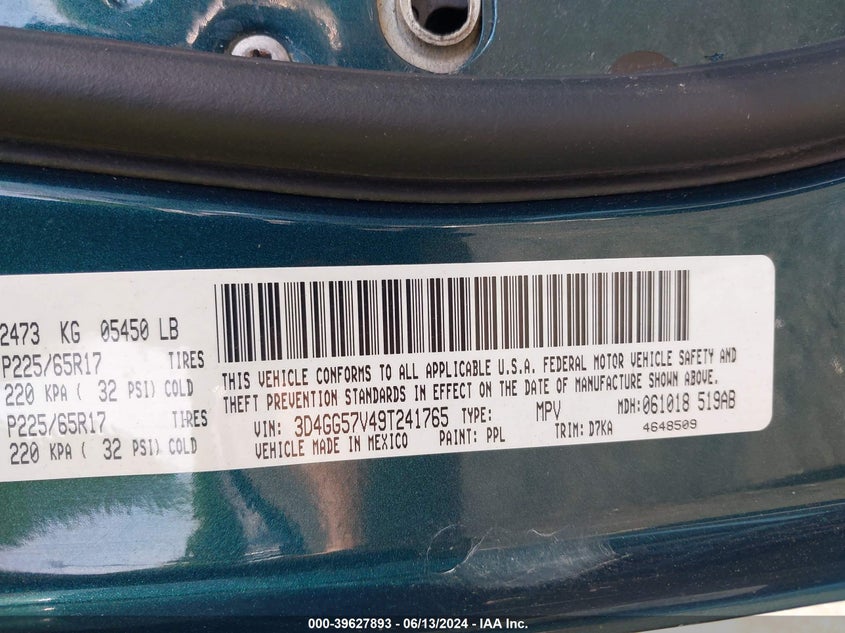 2473 KG 05450 LB
P225/65R17 TIRES
220 KPA ( 32 PSI) COLD
P225/65R17 TIRES
220 KPA ( 32 PSI) COLD
THIS VEHICLE CONFORMS TO ALL APPLICABLE U.S.A. FEDERAL MOTOR VEHICLE SAFETY AND
THEFT PREVENTION STANDARDS IN EFFECT ON THE DATE OF MANUFACTURE SHOWN ABOVE.
VIN: 3D4GG57V49T241765 TYPE: MPV MDH: 061018 519AB
VEHICLE MADE IN MEXICO PAINT: PPL TRIM: D7KA 4648509
000-39627893 - 06/13/2024 - IAA Inc.